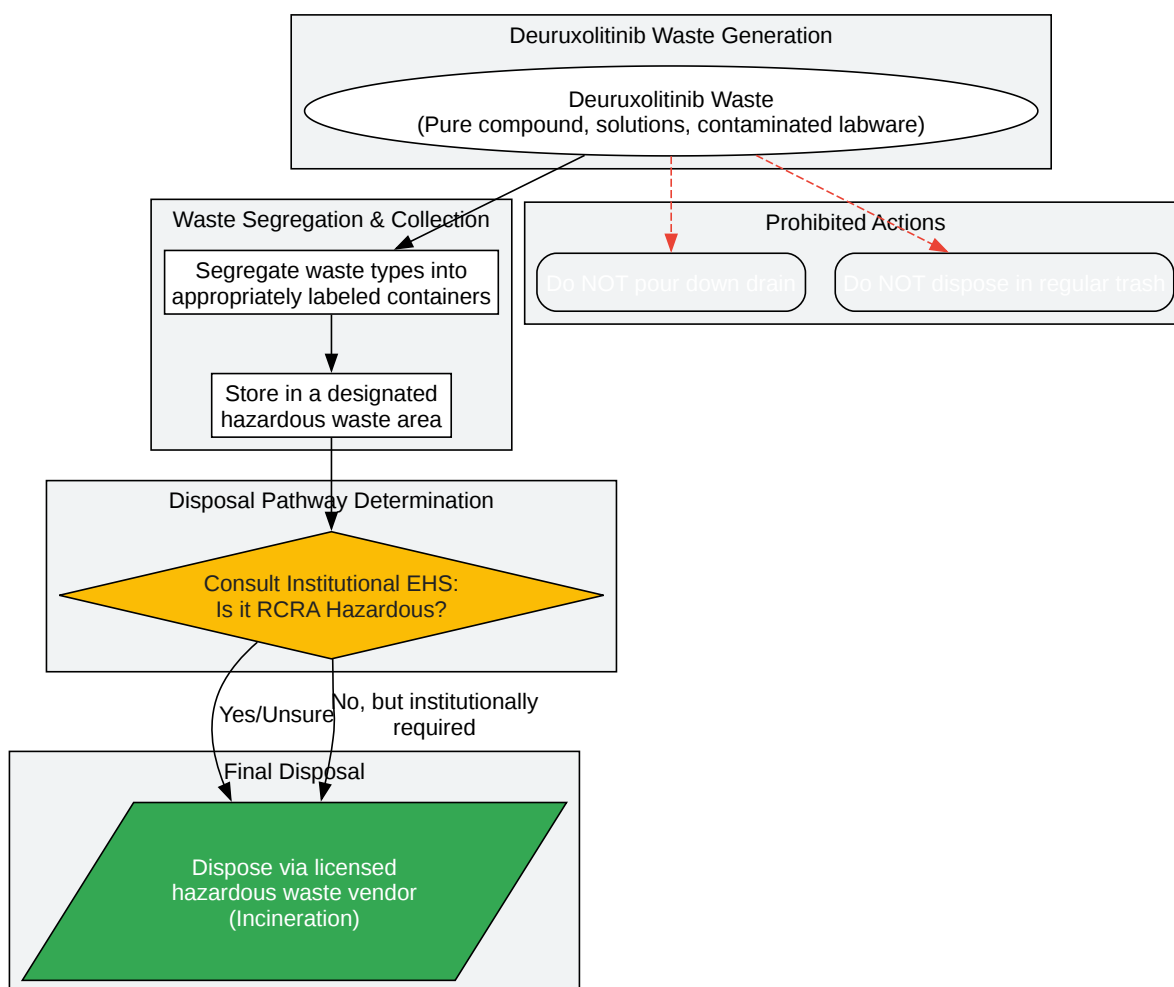 Deuruxolitinib Waste Generation
Deuruxolitinib Waste
(Pure compound, solutions, contaminated labware)
Waste Segregation & Collection
Segregate waste types into
appropriately labeled containers
Store in a designated
hazardous waste area
Prohibited Actions
Do NOT pour down drain
Do NOT dispose in regular trash
Disposal Pathway Determination
Consult Institutional EHS:
Is it RCRA Hazardous?
Yes/Unsure
No, but institutionally
required
Final Disposal
Dispose via licensed
hazardous waste vendor
(Incineration)